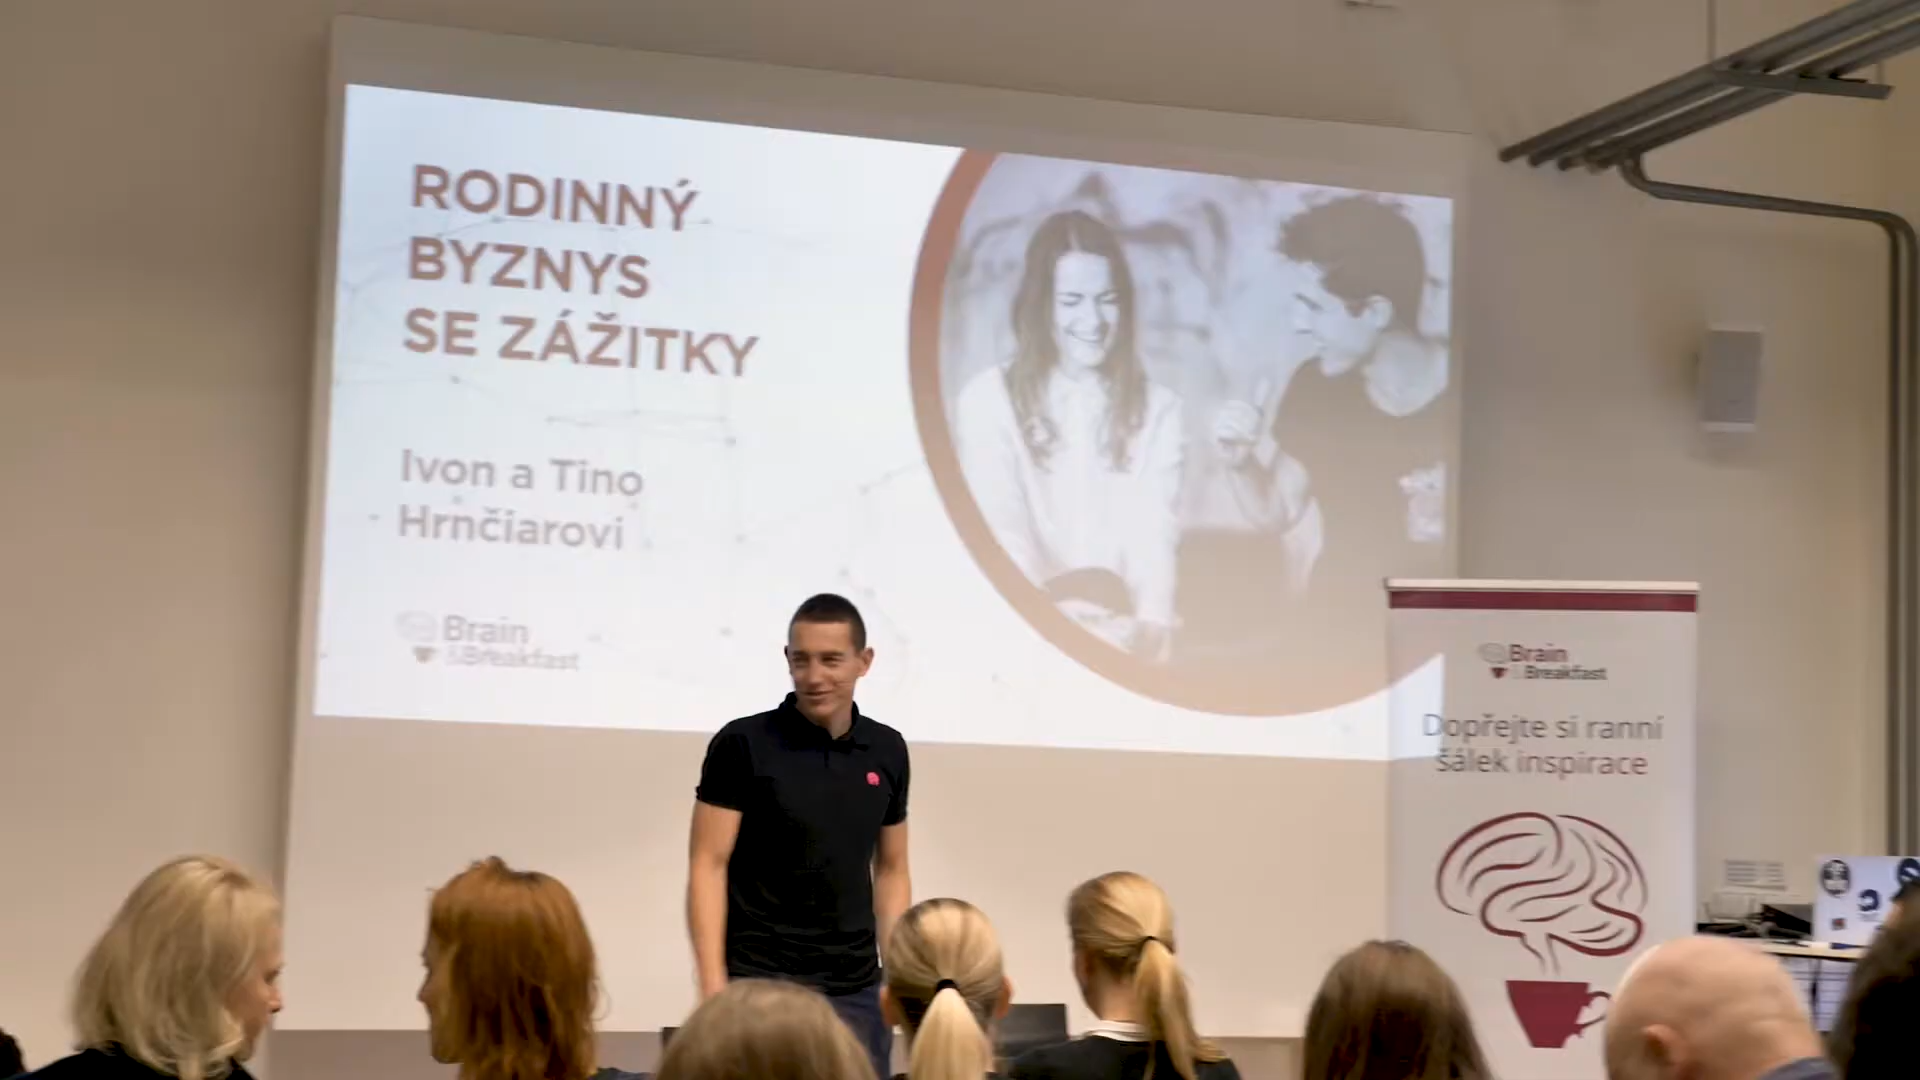 RODINNÝ
BYZNYS
SE ZÁŽITKY
Ivon a Tino
Hrnčiarovi
Brain
&Breakfast
Brain
&Breakfast
Dopřejte si ranní
šálek inspirace